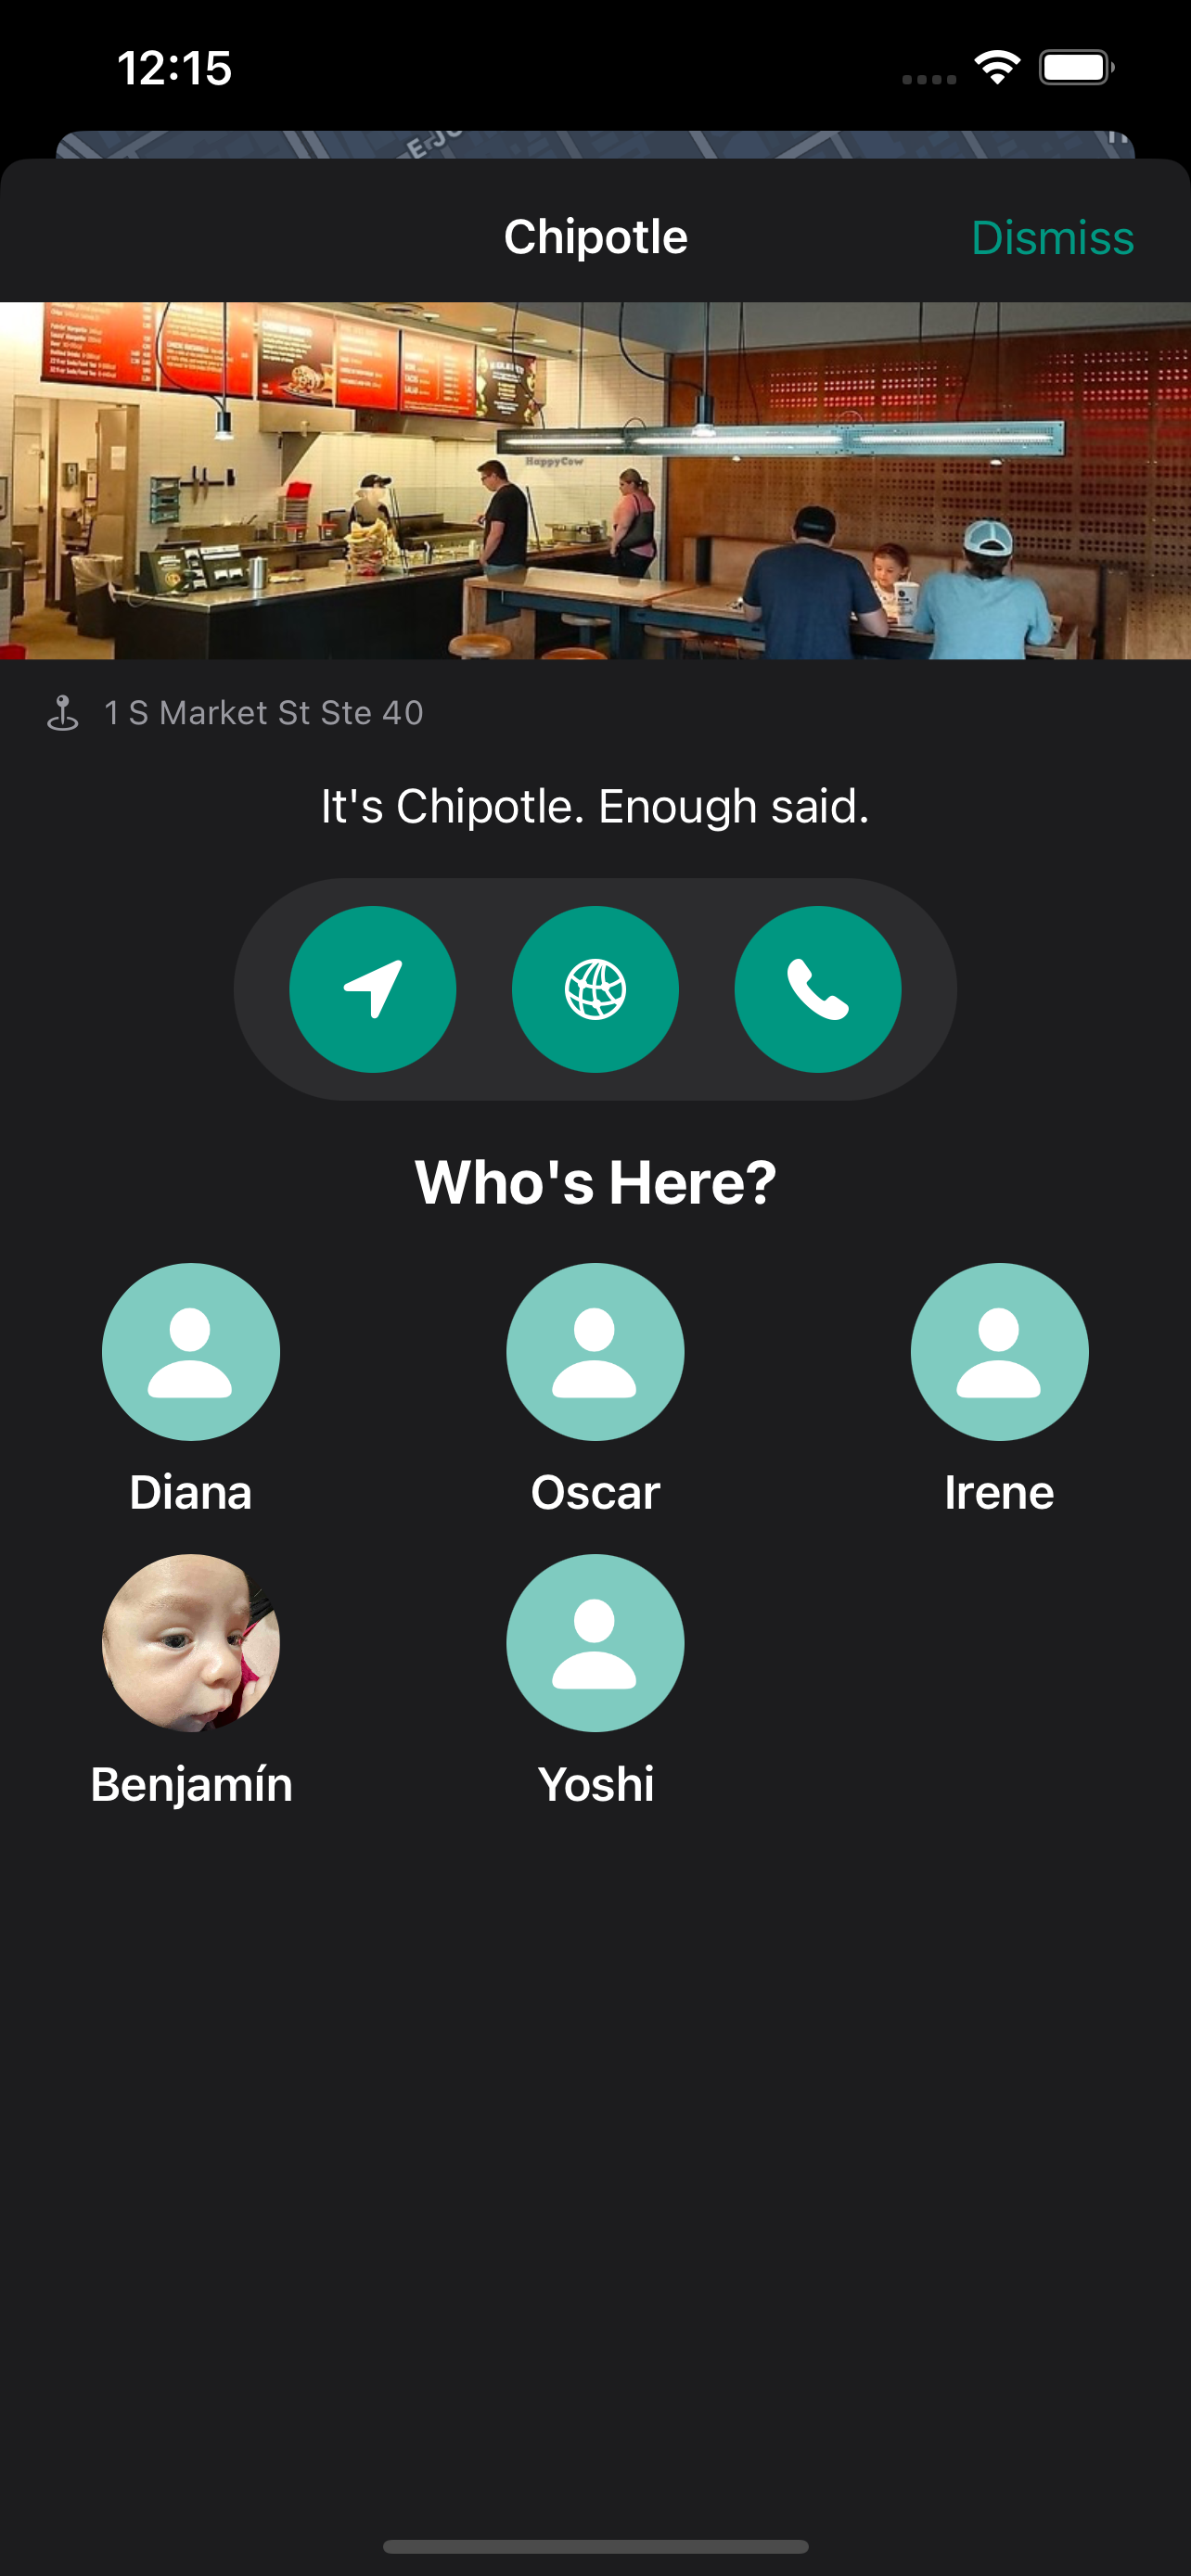 12:15
Chipotle
Dismiss
HappyCow
1 S Market St Ste 40
It's Chipotle. Enough said.
Who's Here?
Diana
Oscar
Irene
Benjamín
Yoshi